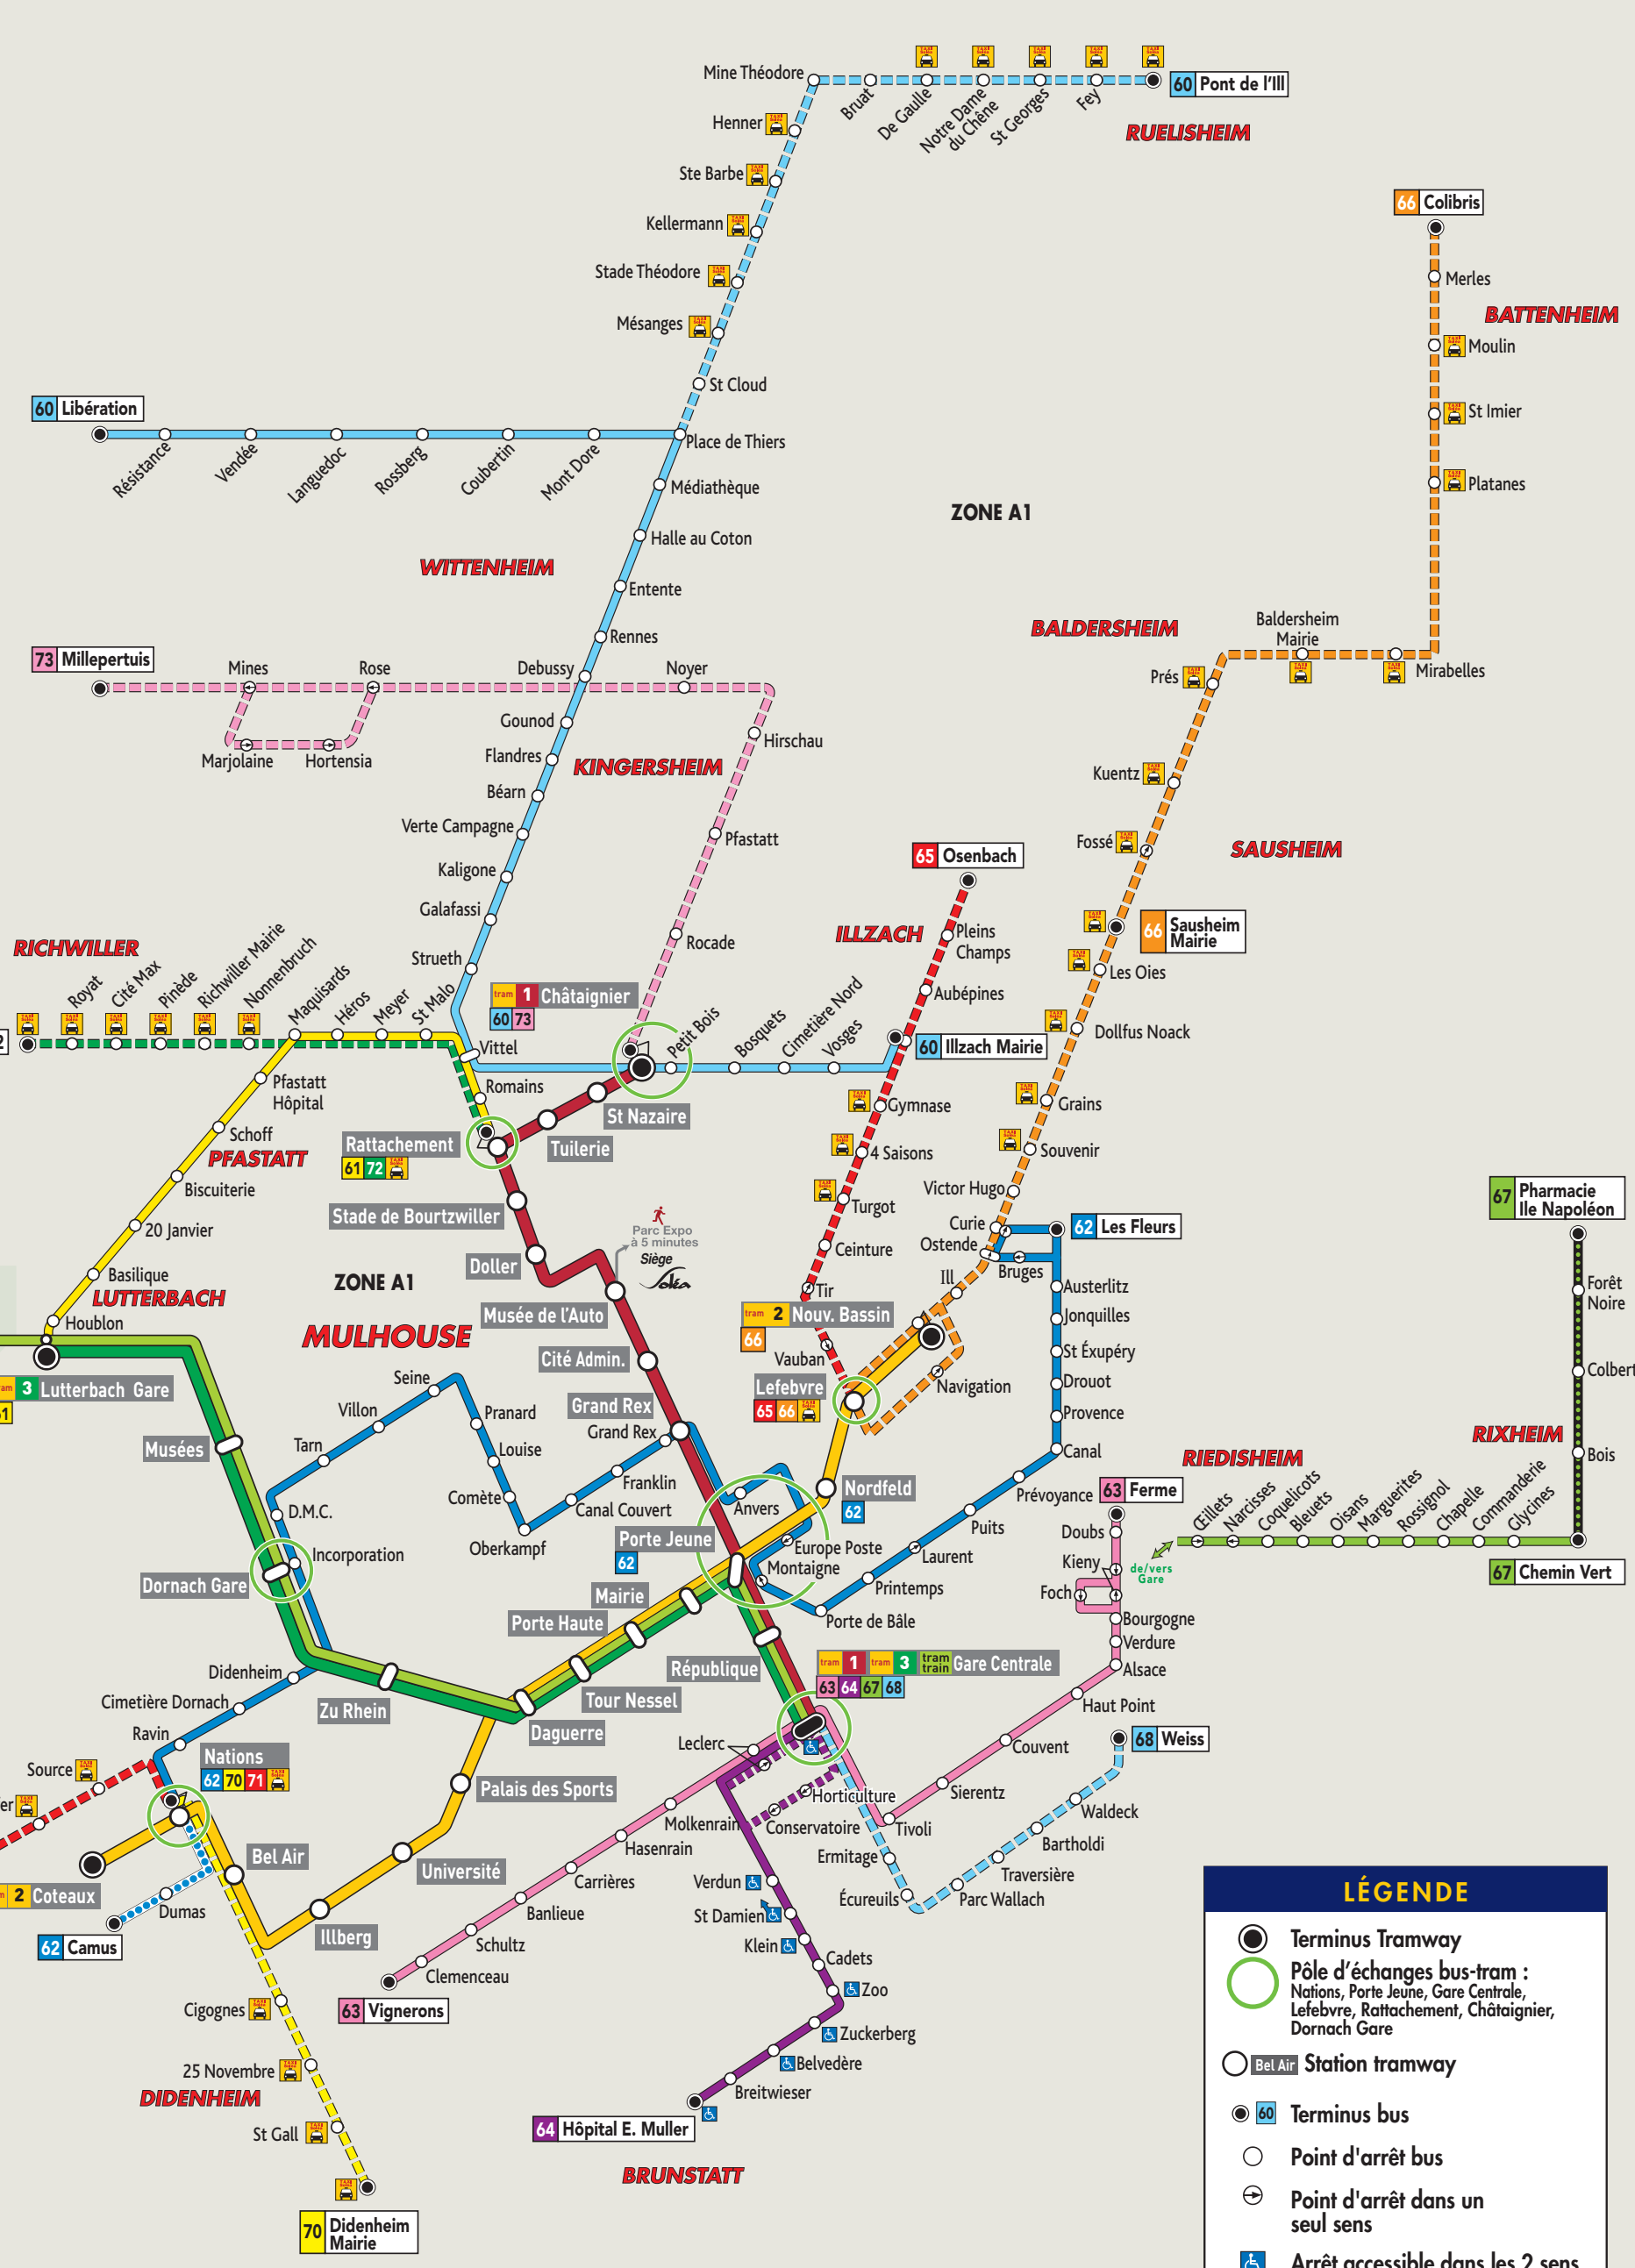 Mine Théodore
Bruat
De Gaulle
Notre Dame
du Chêne
St Georges
Fey
60 Pont de l'Ill
RUELISHEIM
Henner
Ste Barbe
Kellermann
Stade Théodore
Mésanges
St Cloud
66 Colibris
Merles
BATTENHEIM
Moulin
St Imier
Platanes
60 Libération
Résistance
Vendée
Languedoc
Rossberg
Coubertin
Mont Dore
Place de Thiers
Médiathèque
Halle au Coton
ZONE A1
WITTENHEIM
Entente
Rennes
BALDERSHEIM
Baldersheim
Mairie
Mirabelles
Prés
73 Millepertuis
Mines
Rose
Debussy
Noyer
Marjolaine
Hortensia
Gounod
Flandres
KINGERSHEIM
Hirschau
Béarn
Verte Campagne
Pfastatt
Kaligone
Galafassi
Strueth
Rocade
Kuentz
Fossé
SAUSHEIM
65 Osenbach
ILLZACH
Pleins
Champs
Aubépines
66 Sausheim
Mairie
Les Oies
Dollfus Noack
Grains
Souvenir
Victor Hugo
RICHWILLER
Royat
Cité Max
Pinède
Richwiller Mairie
Nonnenbruch
Maquisards
Héros
Meyer
St Malo
2
tram 1 Châtaignier
60 73
Vittel
Romains
Petit Bois
Bosquets
Cimetière Nord
Vosges
60 Illzach Mairie
St Nazaire
Tuilerie
Rattachement
61 72
Pfastatt
Hôpital
Schoff
PFASTATT
Biscuiterie
20 Janvier
Basilique
LUTTERBACH
Houblon
Gymnase
4 Saisons
Turgot
Ceinture
Tir
Stade de Bourtzwiller
Doller
Parc Expo
à 5 minutes
Siège
Soléa
Musée de l'Auto
ZONE A1
MULHOUSE
Cité Admin.
Curie
Ostende
62 Les Fleurs
Bruges
Ill
tram 2 Nouv. Bassin
66
Vauban
Navigation
Lefebvre
65 66
Austerlitz
Jonquilles
St Éxupéry
Drouot
Provence
Canal
67 Pharmacie
Ile Napoléon
Forêt
Noire
Colbert
RIXHEIM
Bois
3 Lutterbach Gare
Musées
Seine
Villon
Tarn
Pranard
Louise
Comète
D.M.C.
Oberkampf
Grand Rex
Grand Rex
Franklin
Canal Couvert
Incorporation
Dornach Gare
Anvers
Nordfeld
62
Porte Jeune
62
Europe Poste
Montaigne
Mairie
Porte Haute
Prévoyance
Puits
Laurent
Printemps
Porte de Bâle
63 Ferme
Doubs
Kieny
Foch
Bourgogne
Verdure
Alsace
Haut Point
Couvent
Sierentz
Tivoli
RIEDISHEIM
de/vers
Gare
Œillets
Narcisses
Coquelicots
Bleuets
Oisans
Marguerites
Rossignol
Chapelle
Commanderie
Glycines
67 Chemin Vert
Didenheim
Cimetière Dornach
Ravin
Zu Rhein
République
Tour Nessel
Daguerre
tram 1 tram 3 tram train Gare Centrale
63 64 67 68
Leclerc
68 Weiss
Waldeck
Bartholdi
Traversière
Parc Wallach
Écureuils
Ermitage
Horticulture
Conservatoire
Source
Nations
62 70 71
Palais des Sports
Université
Bel Air
2 Coteaux
Dumas
62 Camus
Illberg
Molkenrain
Hasenrain
Carrières
Banlieue
Schultz
Clemenceau
63 Vignerons
Verdun
St Damien
Klein
Cadets
Zoo
Zuckerberg
Belvedère
Breitwieser
64 Hôpital E. Muller
BRUNSTATT
Cigognes
25 Novembre
DIDENHEIM
St Gall
70 Didenheim
Mairie
LÉGENDE
Terminus Tramway
Pôle d'échanges bus-tram :
Nations, Porte Jeune, Gare Centrale,
Lefebvre, Rattachement, Châtaignier,
Dornach Gare
Bel Air Station tramway
60 Terminus bus
Point d'arrêt bus
Point d'arrêt dans un
seul sens
Arrêt accessible dans les 2 sens